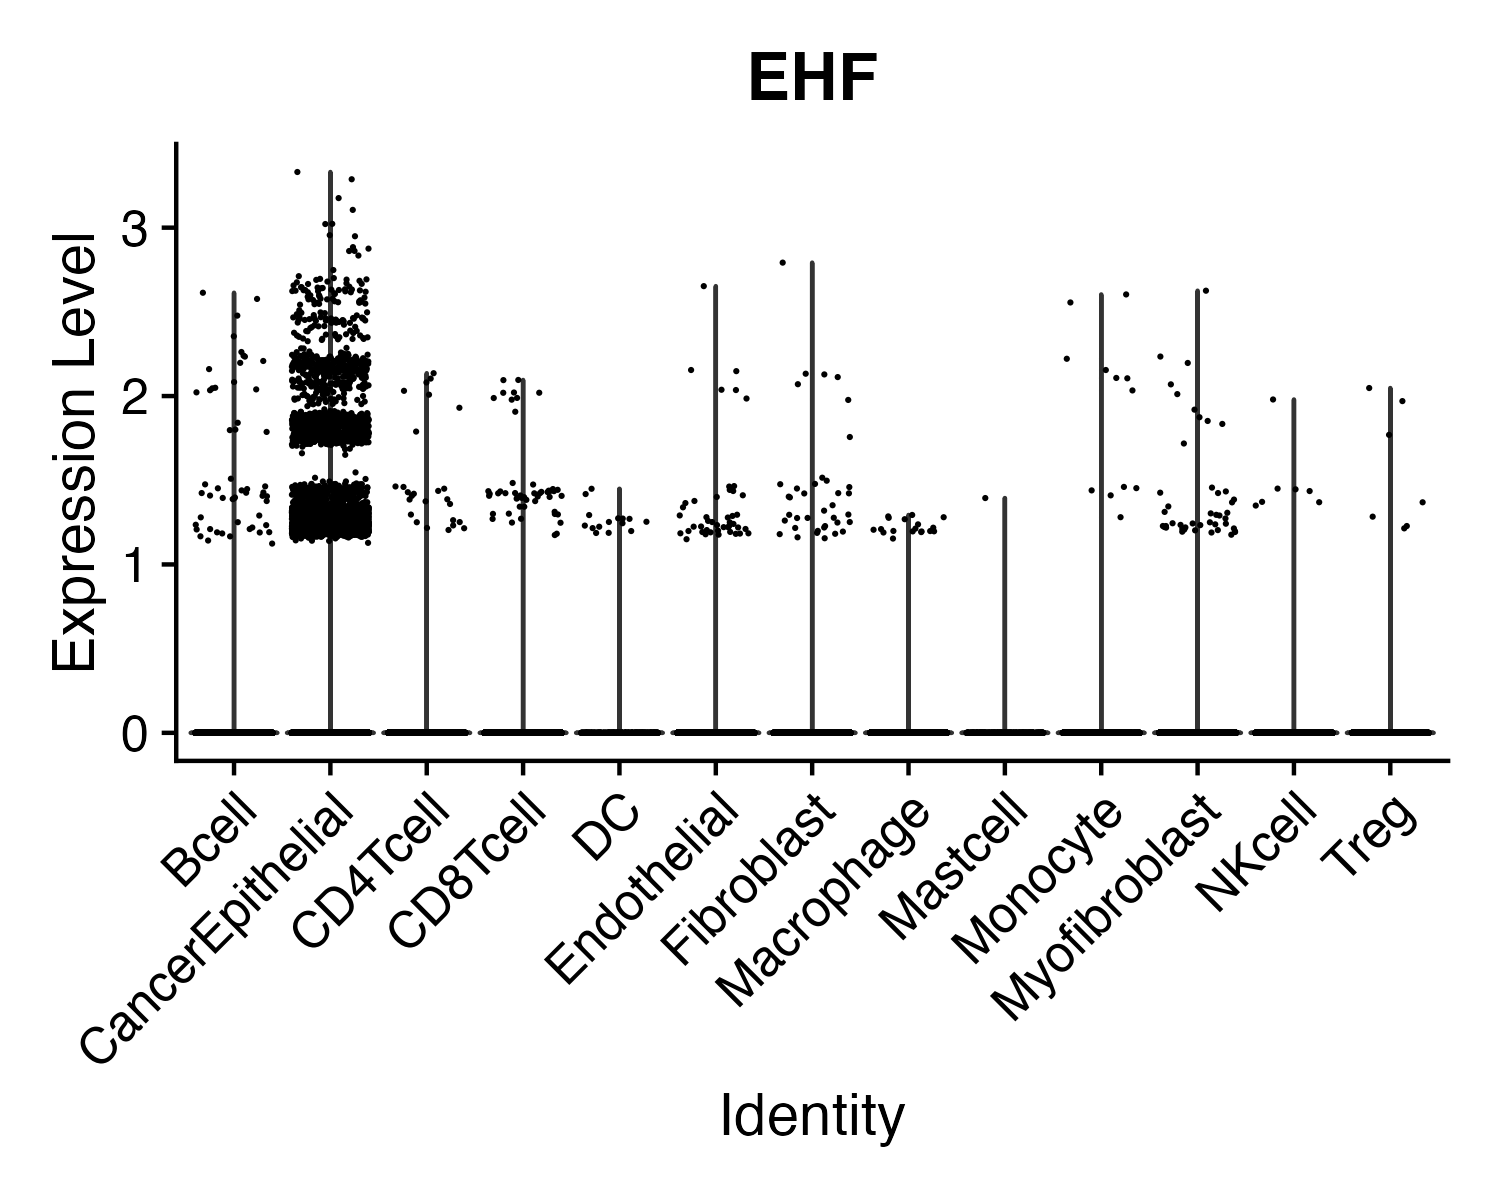 EHF
Expression Level
3
2
1
0
Bcell
CancerEpithelial
CD4Tcell
CD8Tcell
DC
Endothelial
Fibroblast
Macrophage
Mastcell
Monocyte
Myofibroblast
NKcell
Treg
Identity